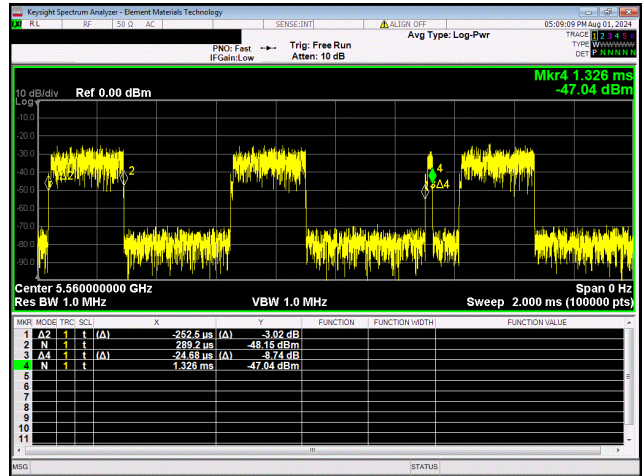 Keysight Spectrum Analyzer - Element Materials Technology
LXI RL RF 50 Ω AC SENSE:INT ALIGN OFF 05:09:09 PM Aug 01, 2024
Avg Type: Log-Pwr TRACE 1 2 3 4 5 6
PNO: Fast Trig: Free Run TYPE WWWWWW
IFGain:Low Atten: 10 dB DET P N N N N N
Mkr4 1.326 ms
10 dB/div Ref 0.00 dBm -47.04 dBm
Log
-10.0
-20.0
-30.0
-40.0
-50.0
-60.0
-70.0
-80.0
-90.0
Δ2
2
4
3Δ4
Center 5.560000000 GHz Span 0 Hz
Res BW 1.0 MHz VBW 1.0 MHz Sweep 2.000 ms (100000 pts)
MKR MODE TRC SCL X Y FUNCTION FUNCTION WIDTH FUNCTION VALUE
1 Δ2 1 t (Δ) -252.5 µs (Δ) -3.02 dB
2 N 1 t 289.2 µs -48.15 dBm
3 Δ4 1 t (Δ) -24.68 µs (Δ) -8.74 dB
4 N 1 t 1.326 ms -47.04 dBm
5
6
7
8
9
10
11
MSG STATUS